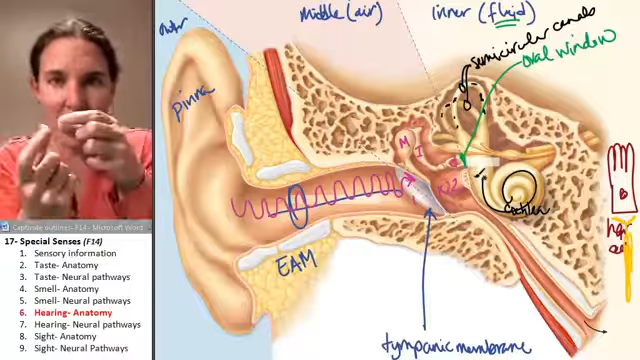 outer
middle (air)
inner (fluid)
semicircular canals
oval window
pinna
M
I
cochlea
EAM
tympanic membrane
Captivate outlines- F14 - Microsoft Word
17- Special Senses (F14)
1. Sensory information
2. Taste- Anatomy
3. Taste- Neural pathways
4. Smell- Anatomy
5. Smell- Neural pathways
6. Hearing- Anatomy
7. Hearing- Neural pathways
8. Sight- Anatomy
9. Sight- Neural Pathways